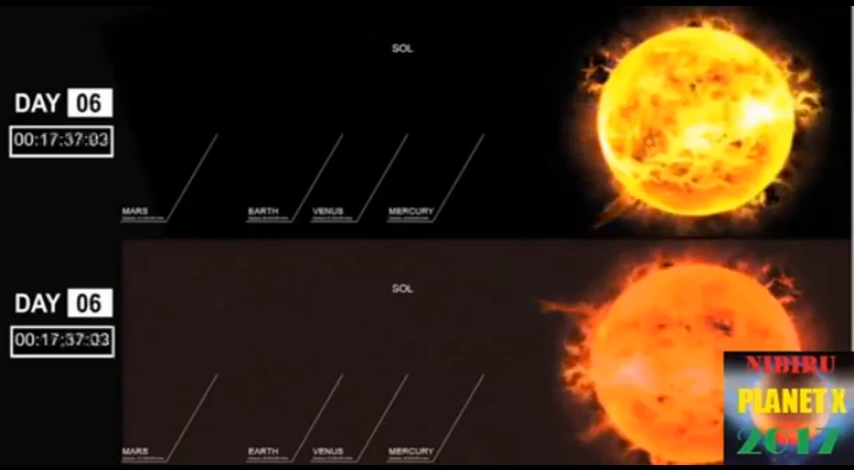 SOL
DAY 06
00:17:37:03
MARS
EARTH
VENUS
MERCURY
SOL
DAY 06
00:17:37:03
NIBIRU
PLANET X
2017
MARS
EARTH
VENUS
MERCURY